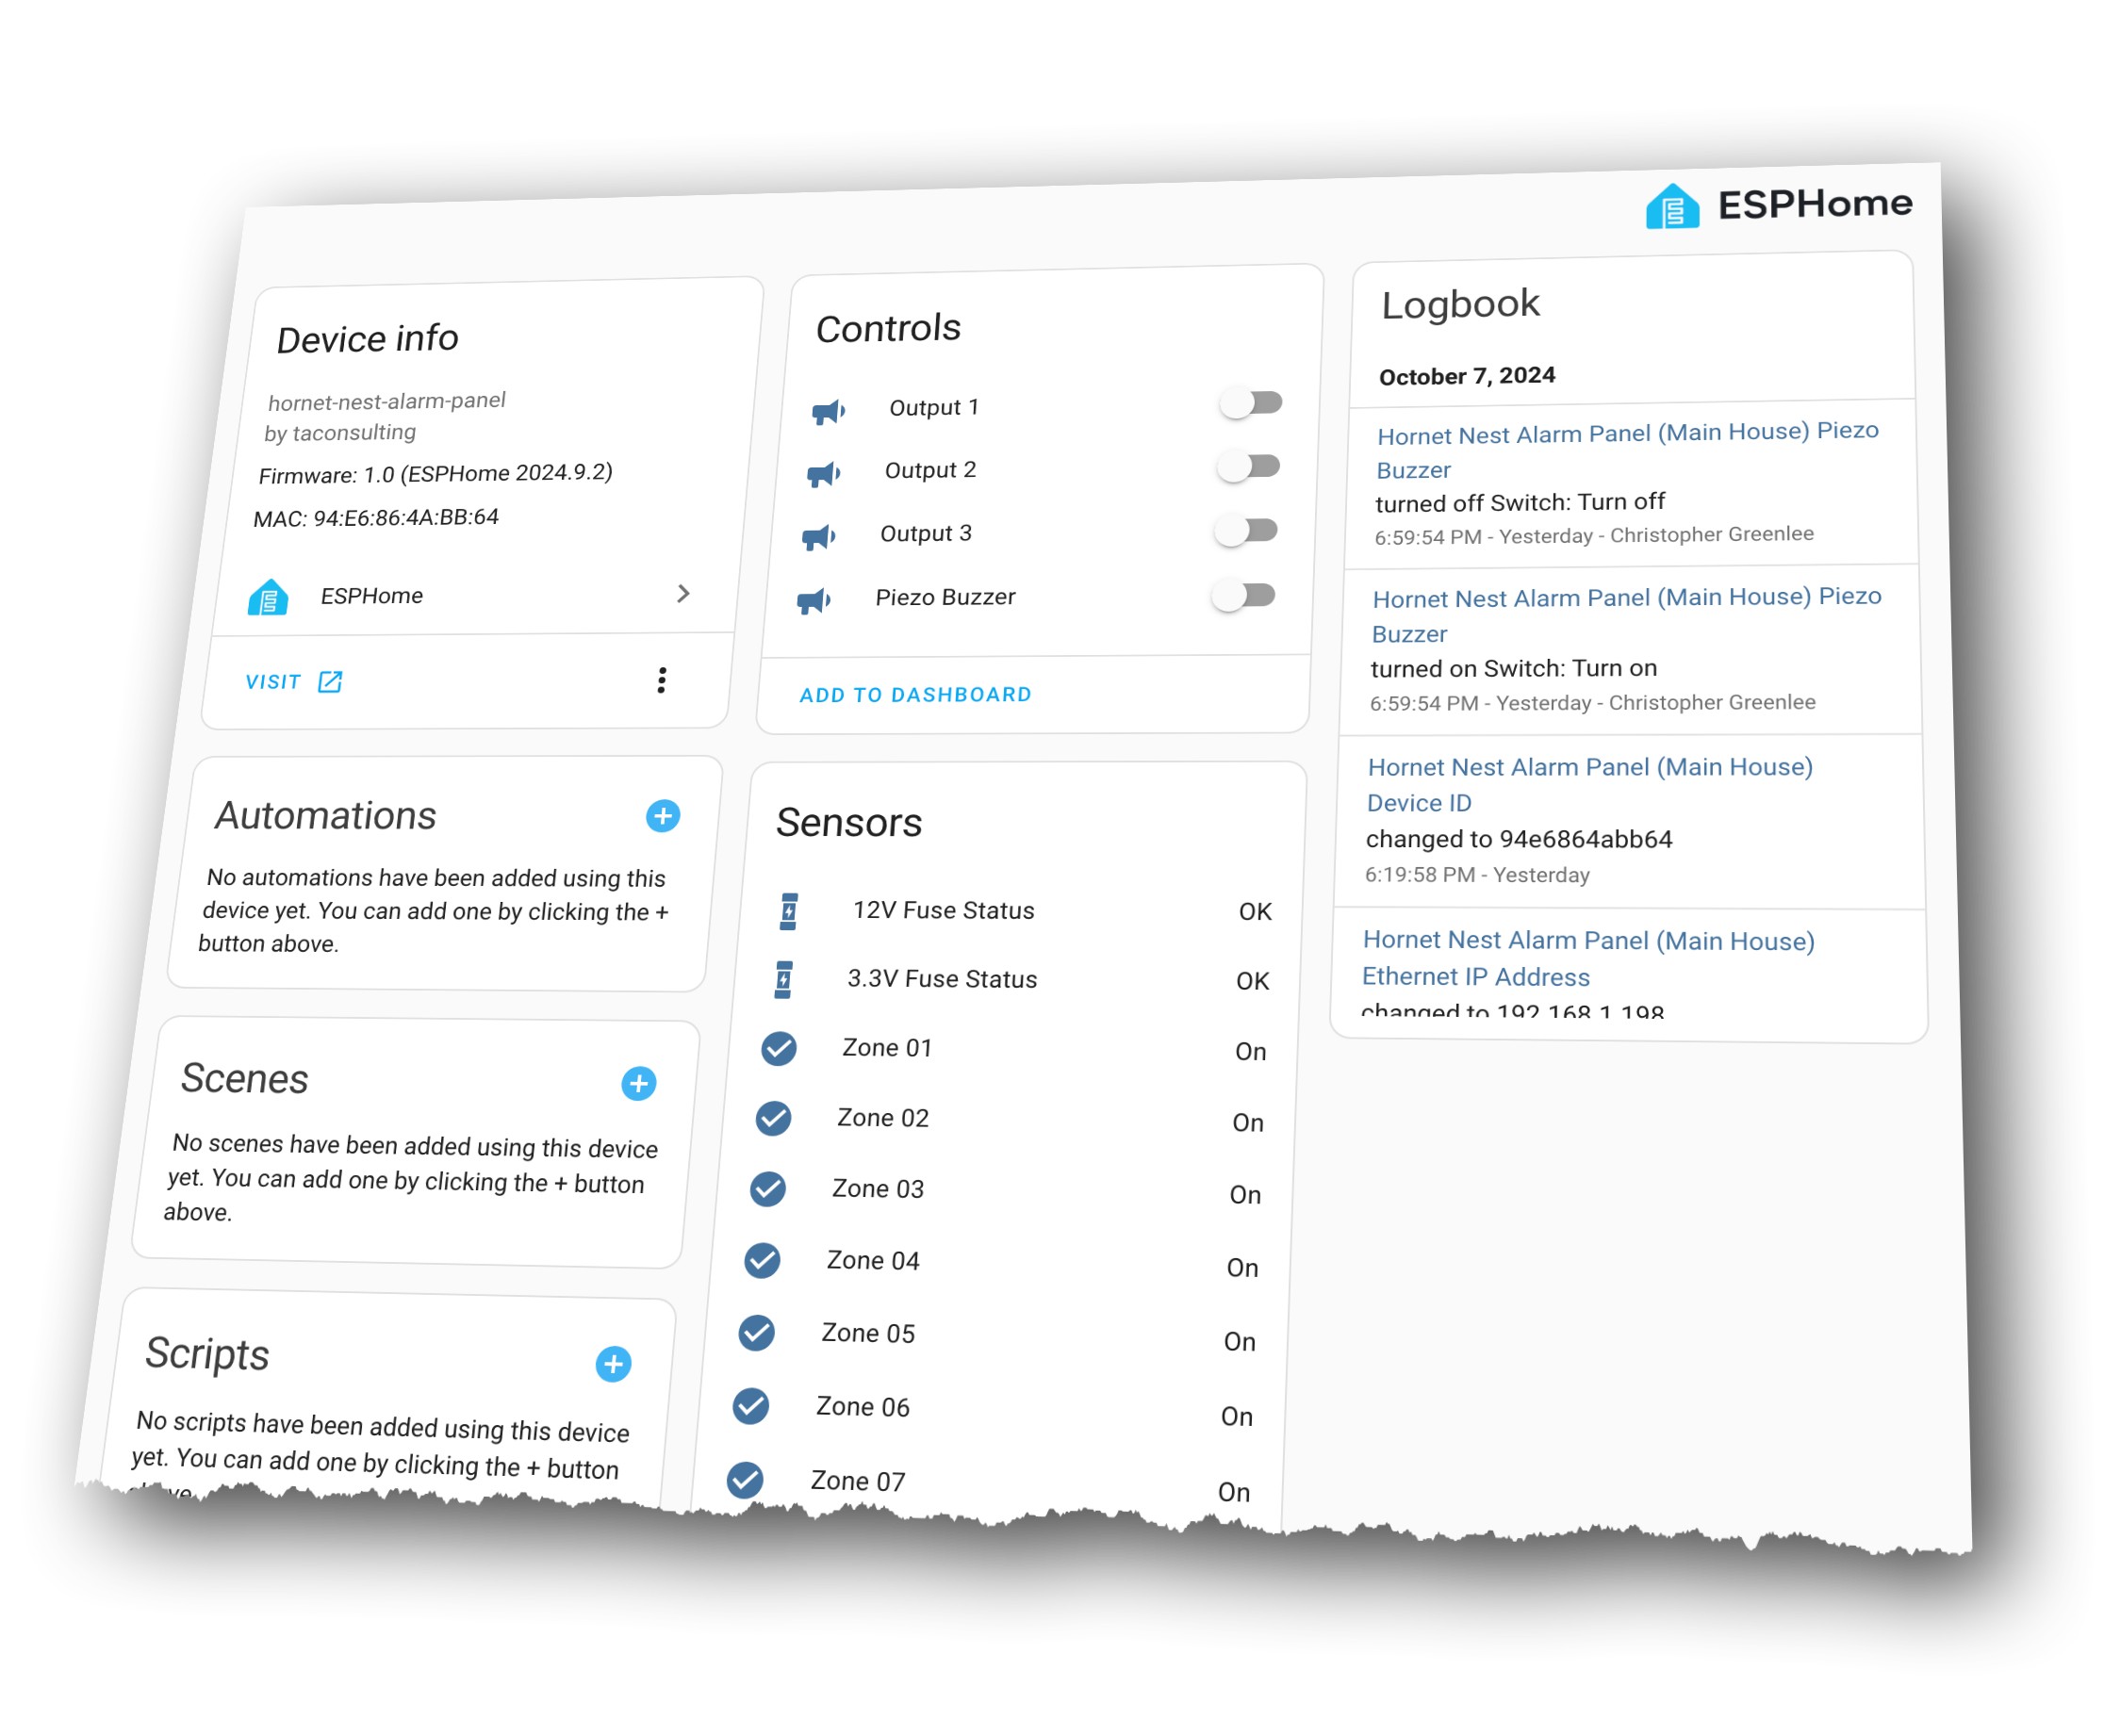 ESPHome
Device info
hornet-nest-alarm-panel
by taconsulting
Firmware: 1.0 (ESPHome 2024.9.2)
MAC: 94:E6:86:4A:BB:64
ESPHome
VISIT
Automations
No automations have been added using this
device yet. You can add one by clicking the +
button above.
Scenes
No scenes have been added using this device
yet. You can add one by clicking the + button
above.
Scripts
No scripts have been added using this device
yet. You can add one by clicking the + button
Controls
Output 1
Output 2
Output 3
Piezo Buzzer
ADD TO DASHBOARD
Sensors
12V Fuse Status OK
3.3V Fuse Status OK
Zone 01 On
Zone 02 On
Zone 03 On
Zone 04 On
Zone 05 On
Zone 06 On
Zone 07 On
Logbook
October 7, 2024
Hornet Nest Alarm Panel (Main House) Piezo
Buzzer
turned off Switch: Turn off
6:59:54 PM - Yesterday - Christopher Greenlee
Hornet Nest Alarm Panel (Main House) Piezo
Buzzer
turned on Switch: Turn on
6:59:54 PM - Yesterday - Christopher Greenlee
Hornet Nest Alarm Panel (Main House)
Device ID
changed to 94e6864abb64
6:19:58 PM - Yesterday
Hornet Nest Alarm Panel (Main House)
Ethernet IP Address
changed to 192.168.1.198